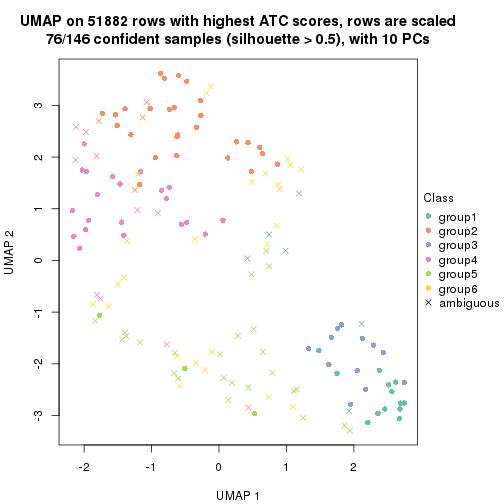 UMAP on 51882 rows with highest ATC scores, rows are scaled
76/146 confident samples (silhouette > 0.5), with 10 PCs
3
2
1
0
-1
-2
-3
UMAP 2
-2
-1
0
1
2
UMAP 1
Class
group1
group2
group3
group4
group5
group6
ambiguous